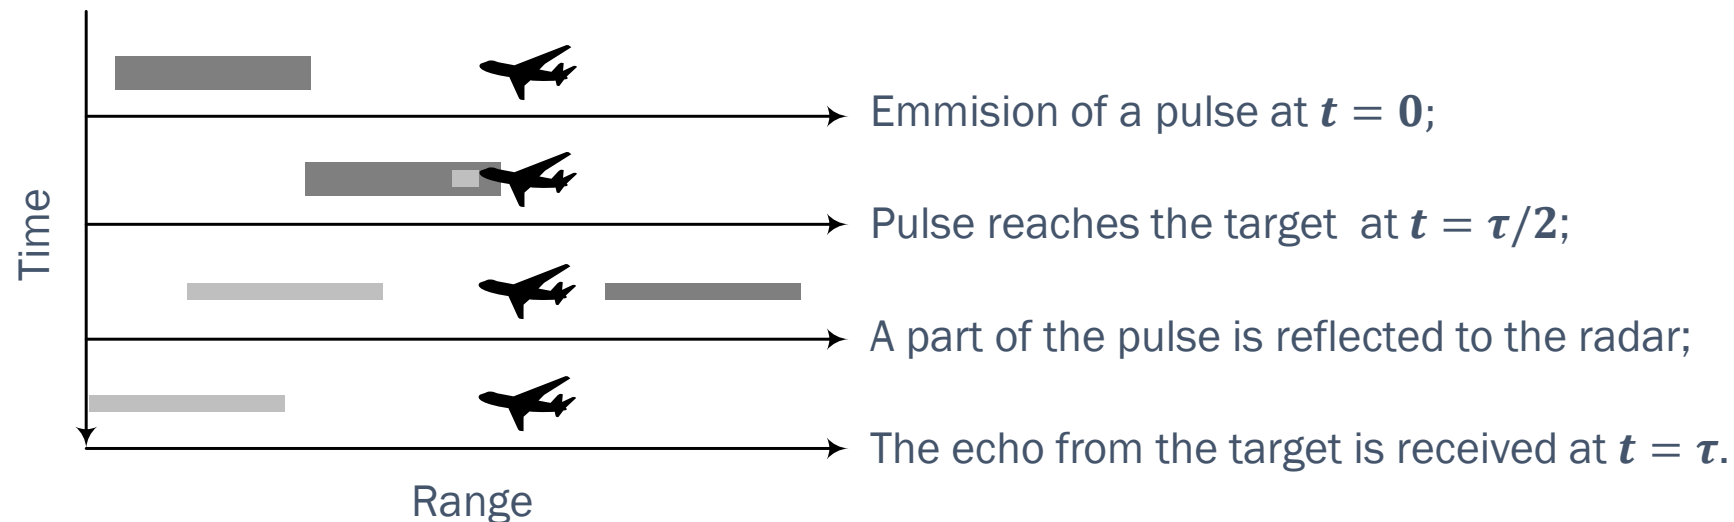 Emmision of a pulse at t = 0;
Pulse reaches the target at t = τ/2;
Time
A part of the pulse is reflected to the radar;
The echo from the target is received at t = τ.
Range